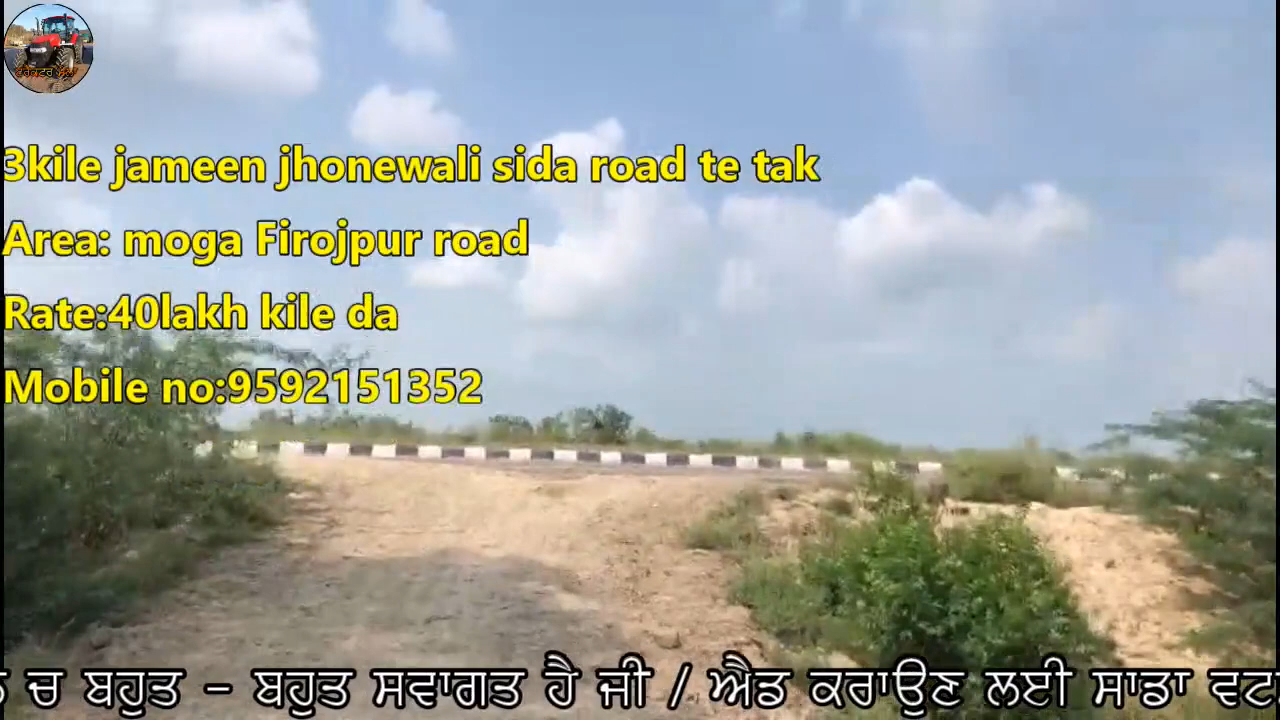 3kile jameen jhonewali sida road te tak
Area: moga Firojpur road
Rate:40lakh kile da
Mobile no:9592151352
ਚ ਬਹੁਤ - ਬਹੁਤ ਸਵਾਗਤ ਹੈ ਜੀ / ਐਡ ਕਰਾਉਣ ਲਈ ਸਾਡਾ